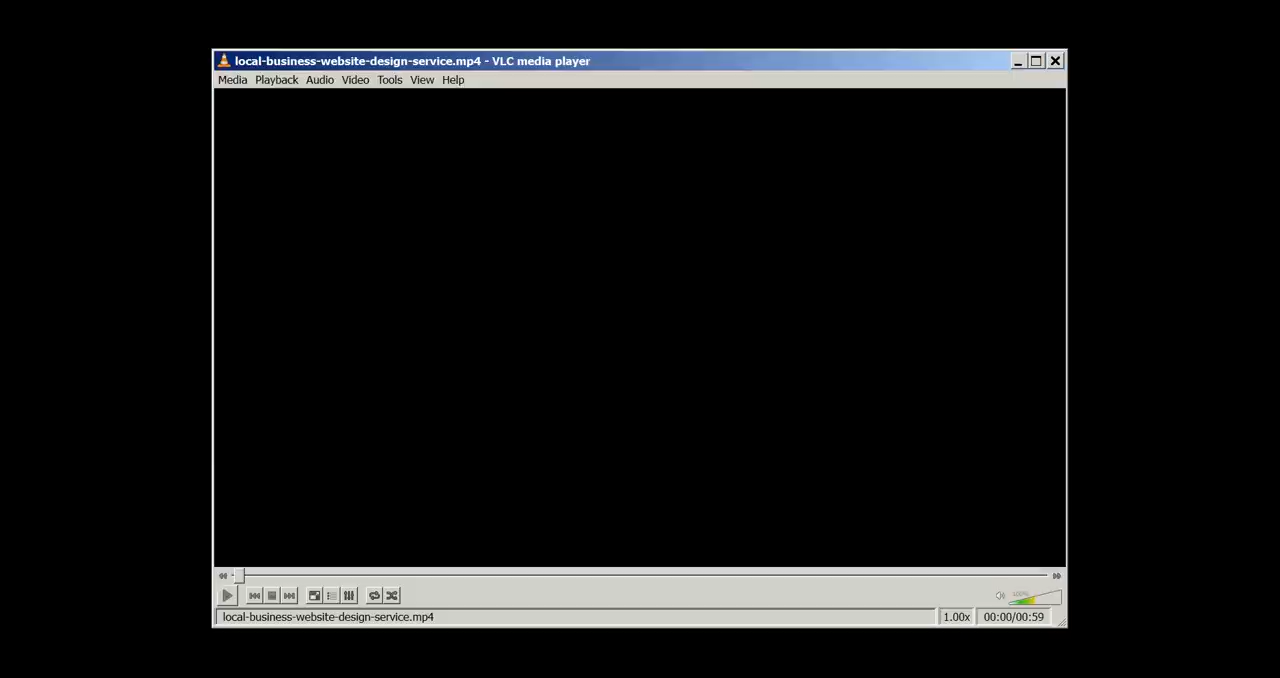 local-business-website-design-service.mp4 - VLC media player
Media Playback Audio Video Tools View Help
100%
local-business-website-design-service.mp4 1.00x 00:00/00:59